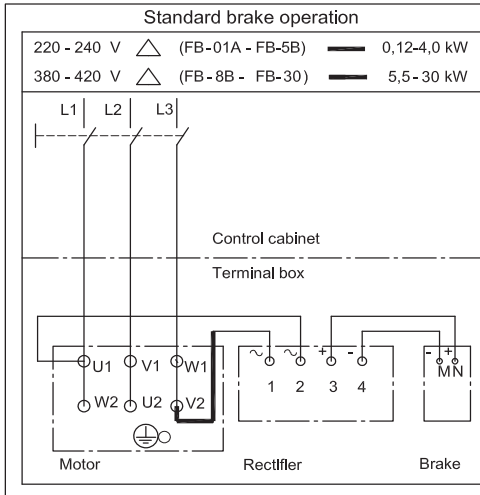 Standard brake operation
220 - 240 V (FB-01A - FB-5B) 0,12-4,0 kW
380 - 420 V (FB-8B - FB-30) 5,5-30 kW
L1 L2 L3
Control cabinet
Terminal box
~ ~ + - - +
U1 V1 W1 MN
1 2 3 4
W2 U2 V2
Motor Rectifier Brake